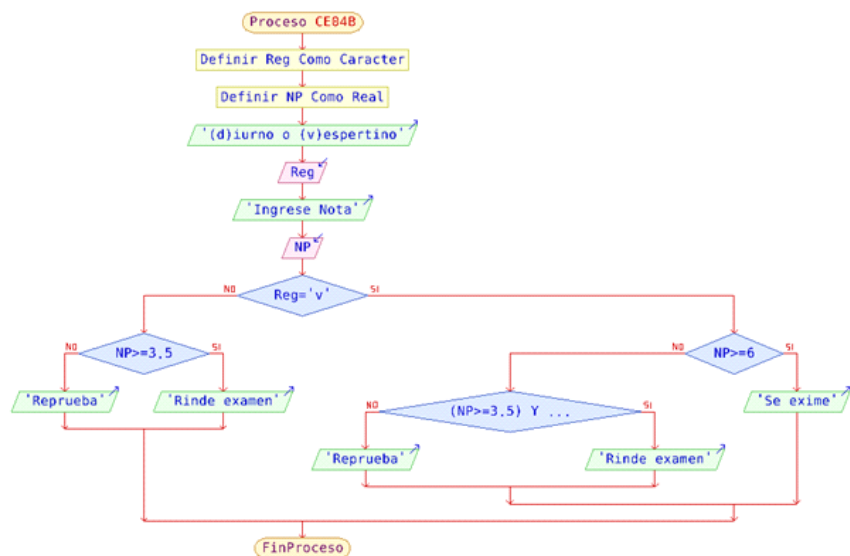 Proceso CE84B
Definir Reg Como Caracter
Definir NP Como Real
'(d)iurno o (v)espertino'
Reg
'Ingrese Nota'
NP
NO
Reg='v'
SI
NO
NP>=3.5
SI
NO
NP>=6
SI
'Reprueba'
'Rinde examen'
NO
(NP>=3.5) Y ...
SI
'Se exime'
'Reprueba'
'Rinde examen'
FinProceso